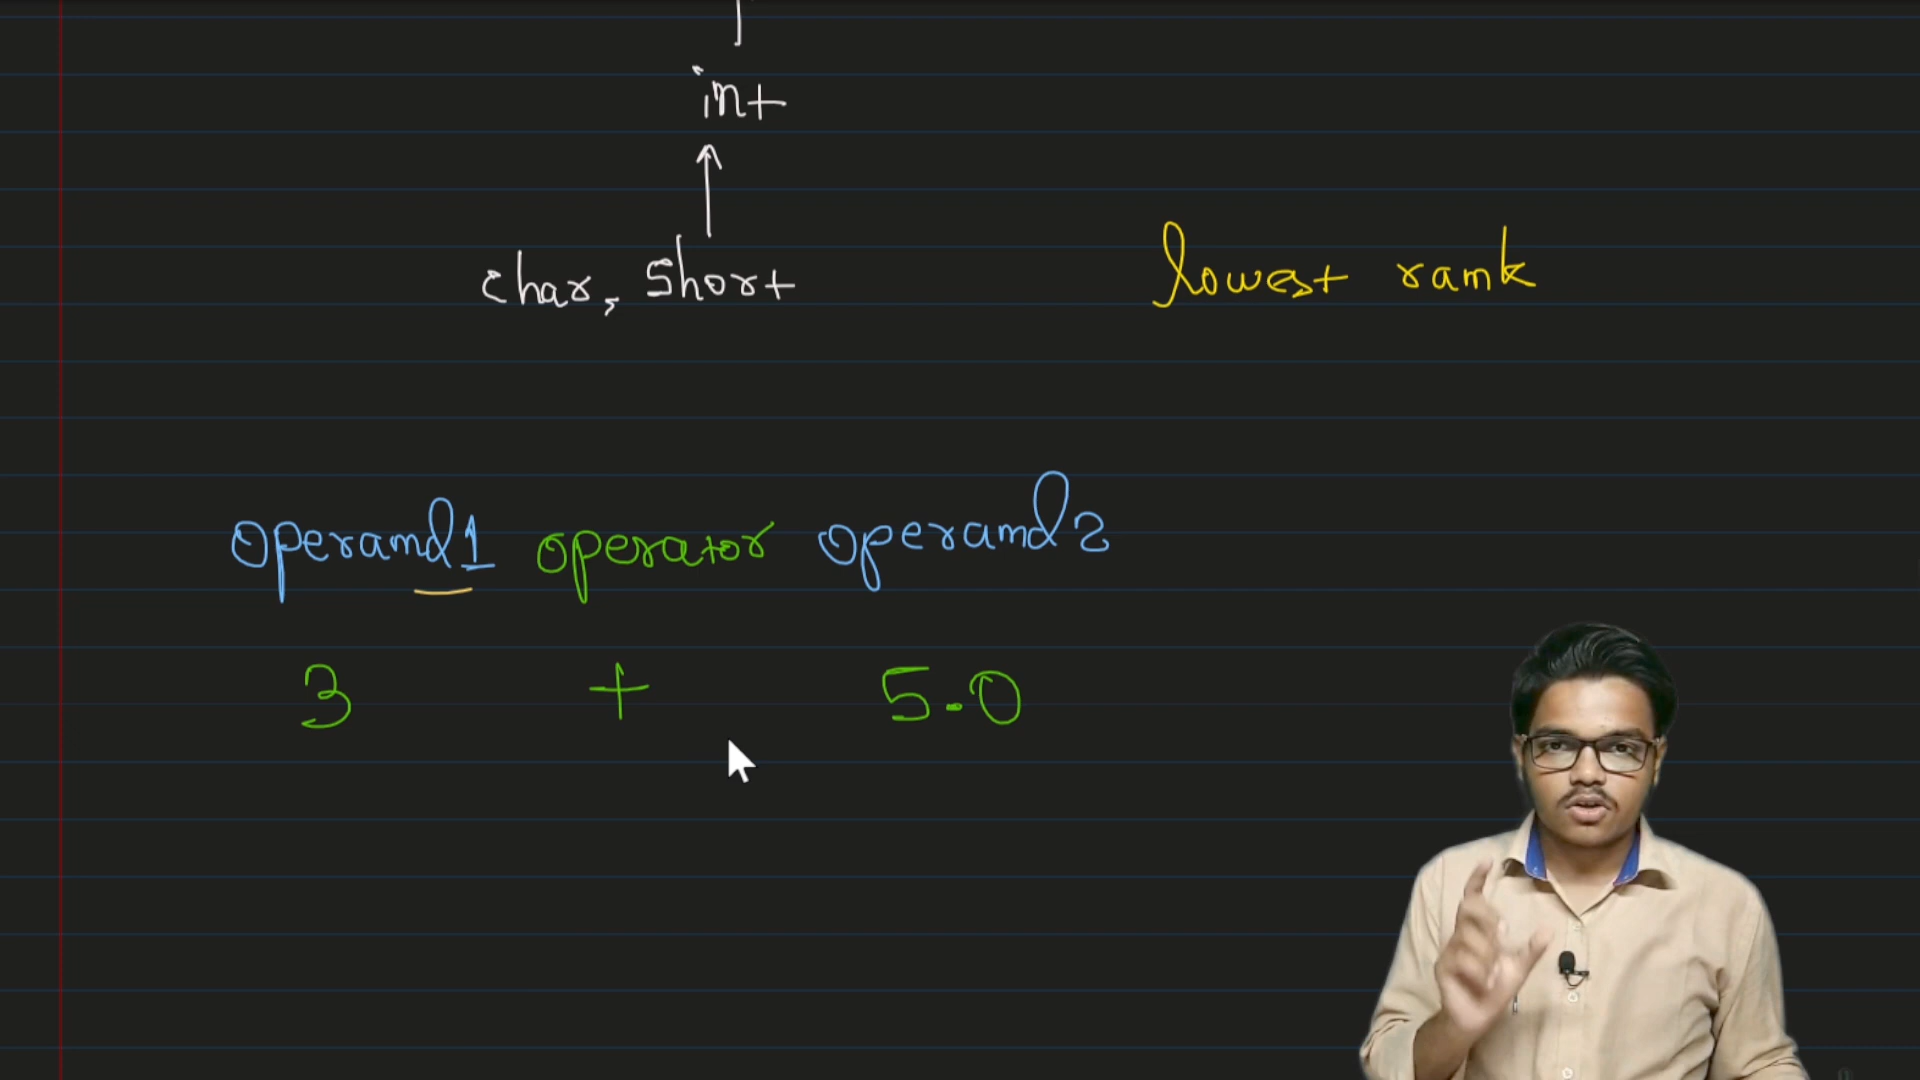 int
char, short
lowest rank
operand1 operator operand2
3 + 5.0